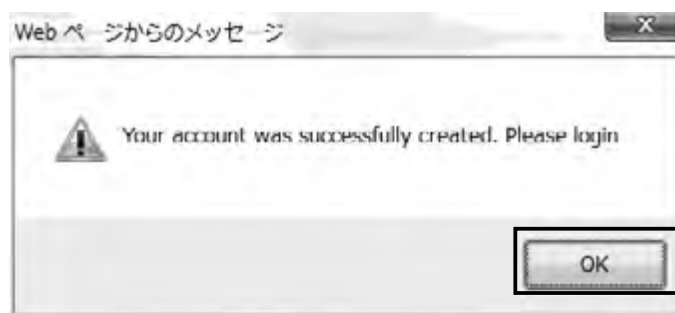 Web ページからのメッセージ
X
Your account was successfully created. Please login
OK